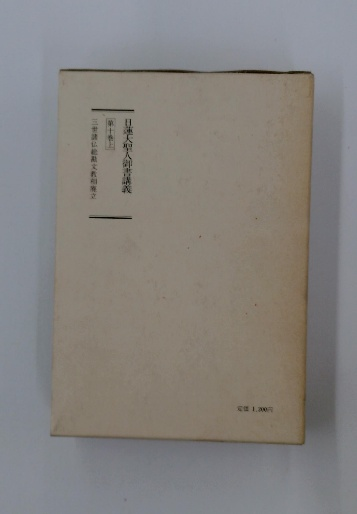 日蓮大聖人御書講義
第十巻上
三世諸仏総勘文教相廃立
定価 1,200円